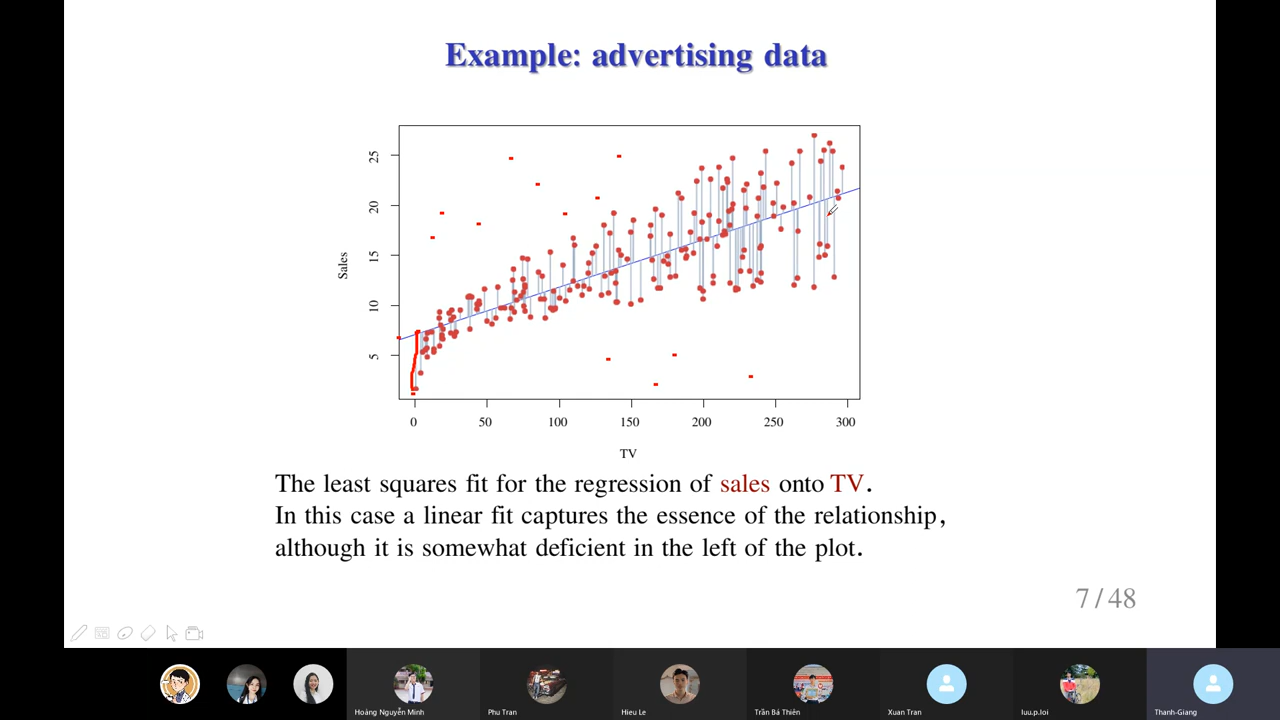 Example: advertising data
25
20
15
10
5
Sales
0 50 100 150 200 250 300
TV
The least squares fit for the regression of sales onto TV.
In this case a linear fit captures the essence of the relationship,
although it is somewhat deficient in the left of the plot.
7 / 48
Hoàng Nguyễn Minh
Phu Tran
Hieu Le
Trần Bá Thiên
Xuan Tran
luu.p.loi
Thanh-Giang